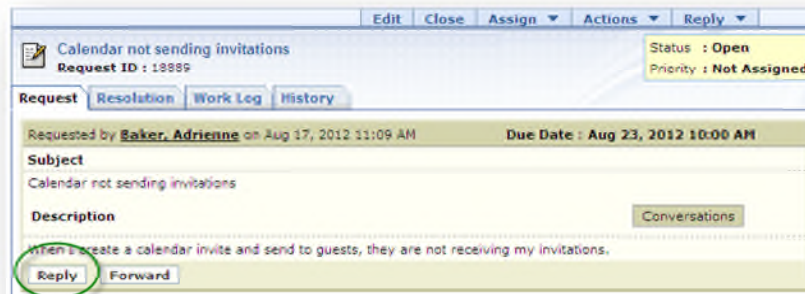 Edit Close Assign Actions Reply
Calendar not sending invitations
Status : Open
Request ID : 18889
Priority : Not Assigned
Request Resolution Work Log History
Requested by Baker, Adrienne on Aug 17, 2012 11:09 AM Due Date : Aug 23, 2012 10:00 AM
Subject
Calendar not sending invitations
Description Conversations
When I create a calendar invite and send to guests, they are not receiving my invitations.
Reply Forward